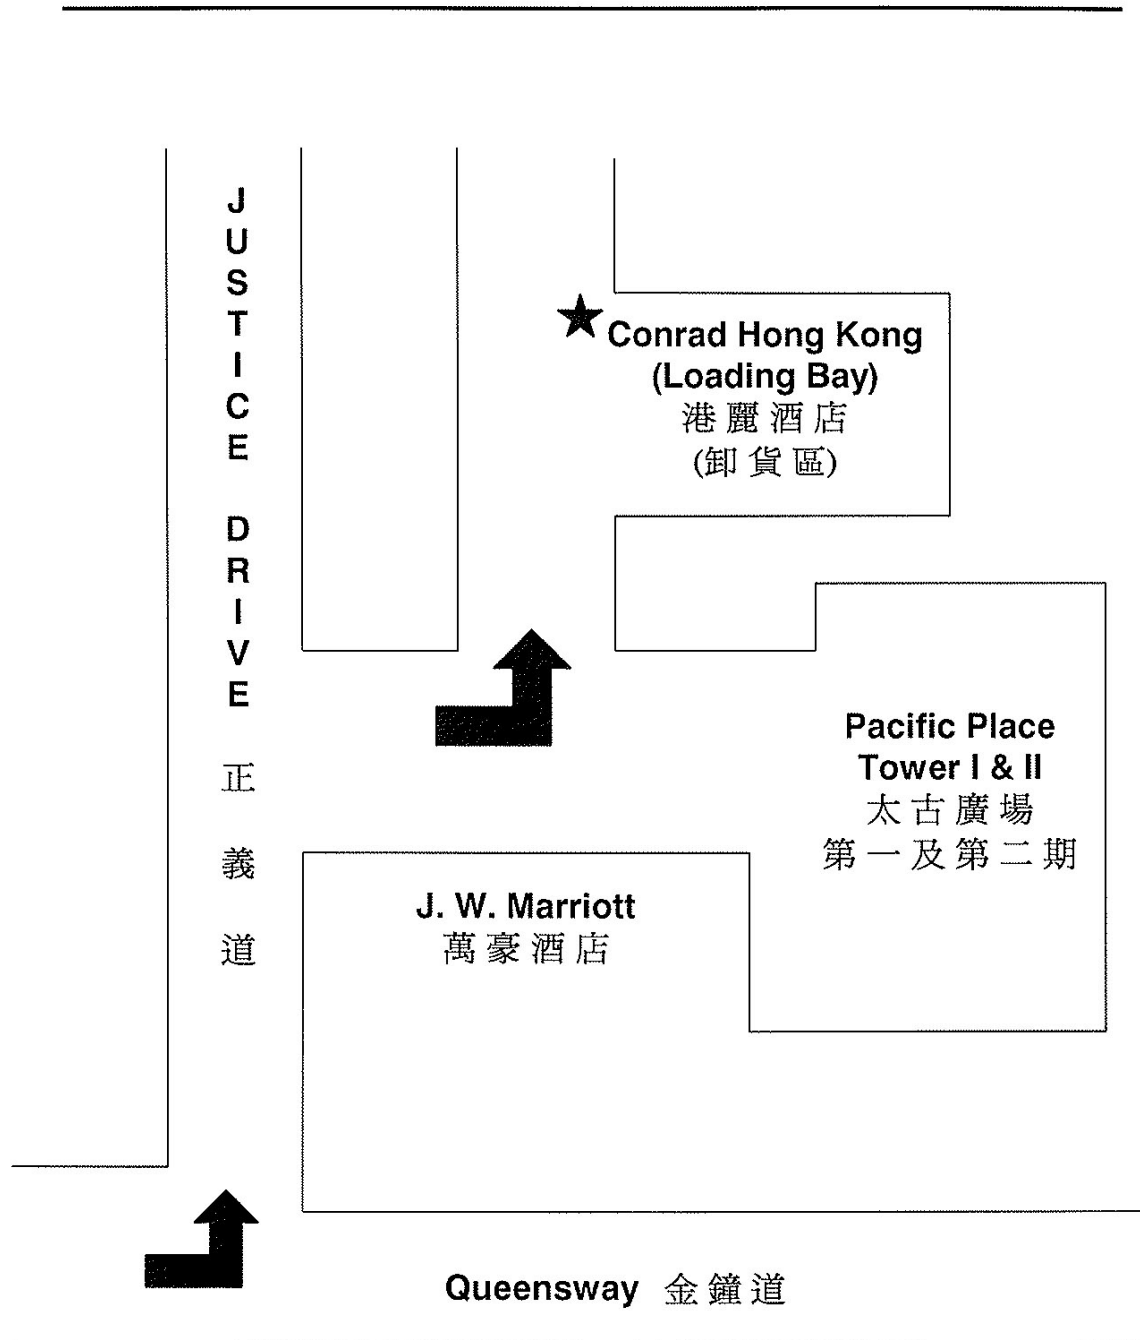 JUSTICE DRIVE 正義道
Conrad Hong Kong
(Loading Bay)
港麗酒店
(卸貨區)
Pacific Place
Tower I & II
太古廣場
第一及第二期
J. W. Marriott
萬豪酒店
Queensway 金鐘道